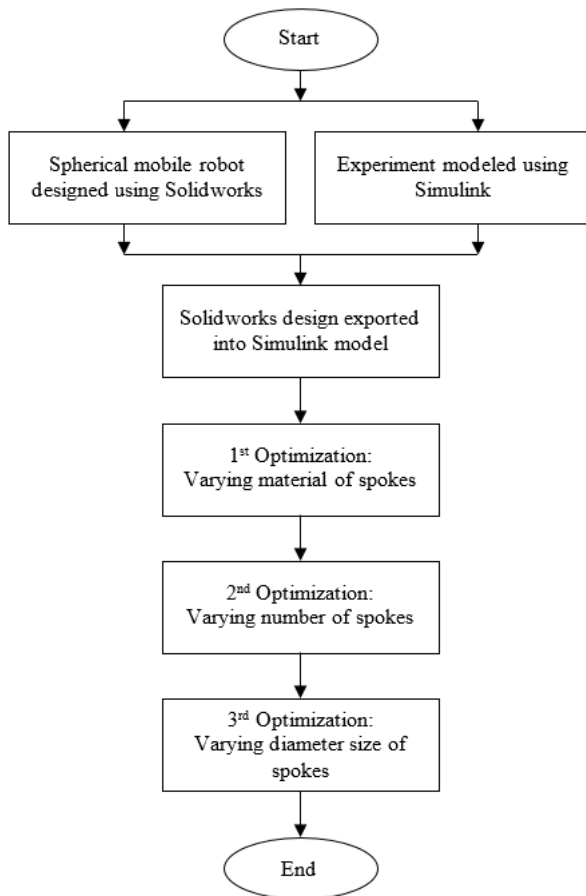 Start
Spherical mobile robot
designed using Solidworks
Experiment modeled using
Simulink
Solidworks design exported
into Simulink model
1st Optimization:
Varying material of spokes
2nd Optimization:
Varying number of spokes
3rd Optimization:
Varying diameter size of
spokes
End